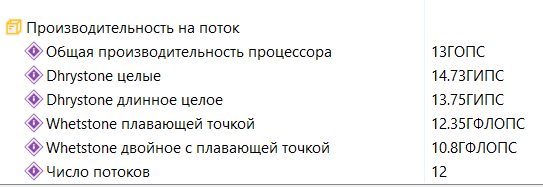 Производительность на поток
Общая производительность процессора 13ГОПС
Dhrystone целые 14.73ГИПС
Dhrystone длинное целое 13.75ГИПС
Whetstone плавающей точкой 12.35ГФЛОПС
Whetstone двойное с плавающей точкой 10.8ГФЛОПС
Число потоков 12